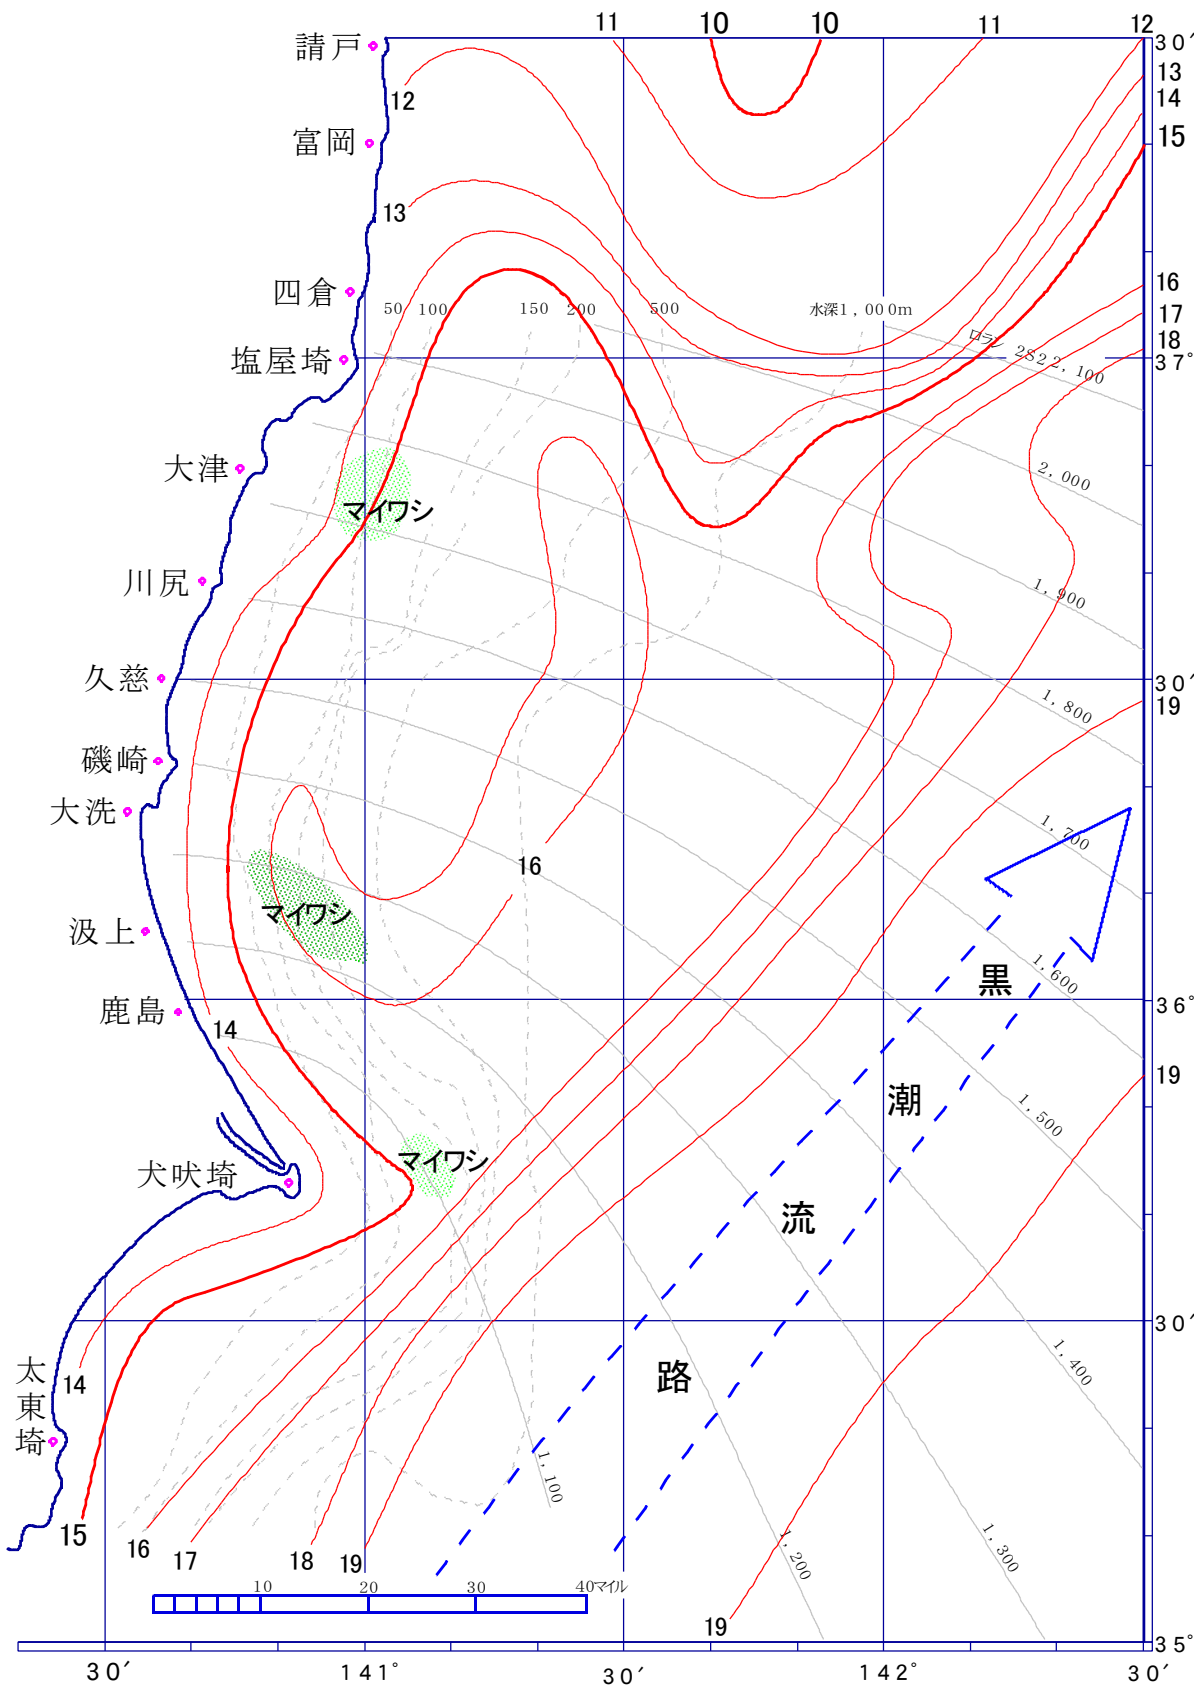 11 10 10 11 12
請戸
30′
13
14
12
15
富岡
13
四倉
16
50 100 150 200 500 水深1,000m
17
18
ロラン 2S22,100
塩屋埼
37°
大津
2,000
マイワシ
川尻
1,900
久慈
30′
19
1,800
磯崎
大洗
1,700
16
マイワシ
汲上
1,600
黒
潮
流
路
鹿島
36°
14
19
1,500
マイワシ
犬吠埼
30′
1,400
太東埼
14
1,100
15
16
17
18
19
1,200
1,300
10 20 30 40マイル
19
35°
30′ 141° 30′ 142° 30′